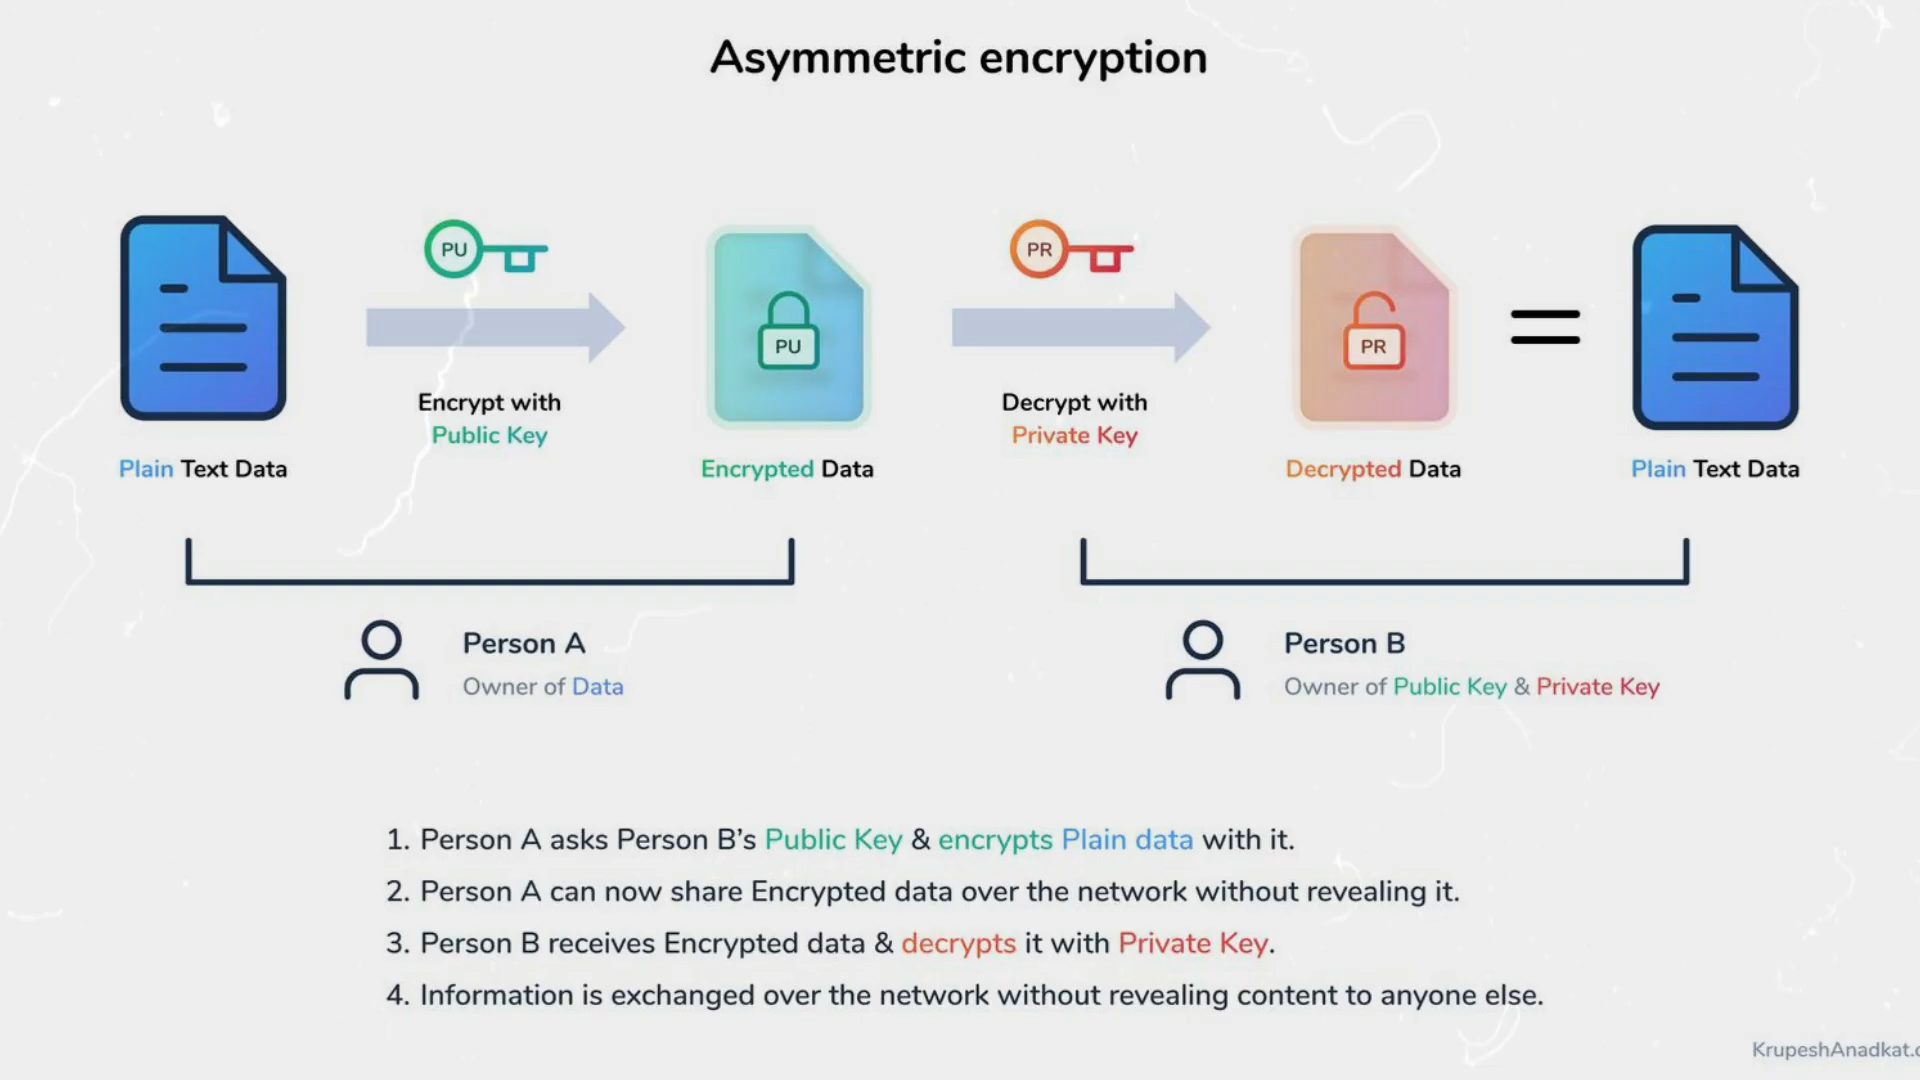 Asymmetric encryption
PU
PR
PU
PR
Encrypt with
Public Key
Decrypt with
Private Key
Plain Text Data
Encrypted Data
Decrypted Data
Plain Text Data
Person A
Owner of Data
Person B
Owner of Public Key & Private Key
1. Person A asks Person B’s Public Key & encrypts Plain data with it.
2. Person A can now share Encrypted data over the network without revealing it.
3. Person B receives Encrypted data & decrypts it with Private Key.
4. Information is exchanged over the network without revealing content to anyone else.
KrupeshAnadkat.